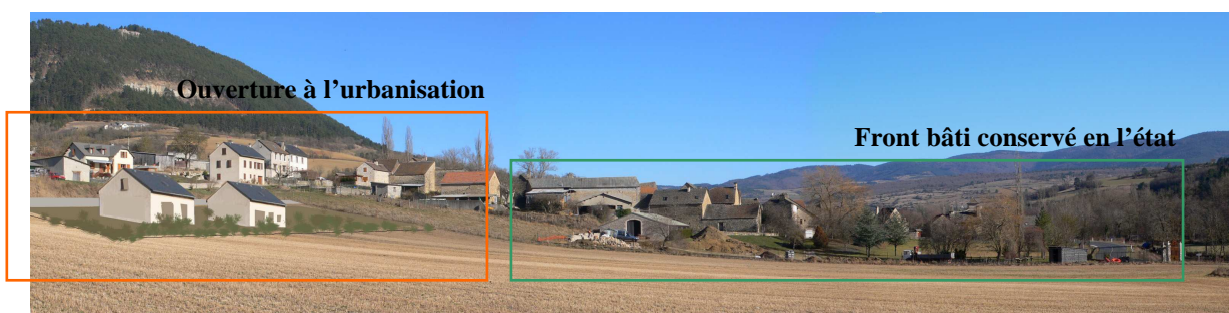 Ouverture à l’urbanisation
Front bâti conservé en l’état